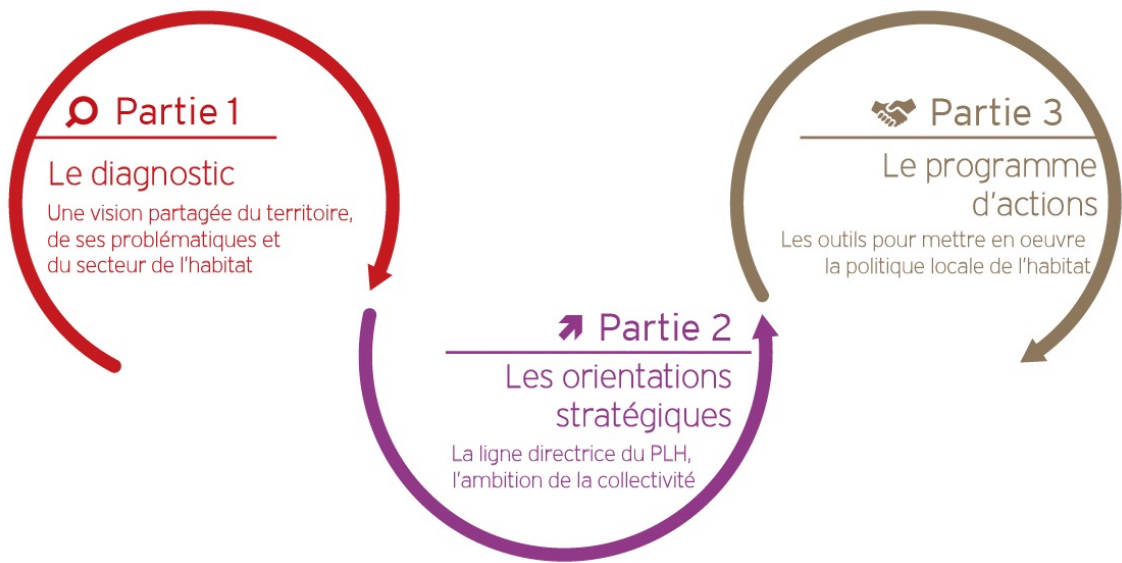 Partie 1
Le diagnostic
Une vision partagée du territoire,
de ses problématiques et
du secteur de l'habitat
Partie 2
Les orientations
stratégiques
La ligne directrice du PLH,
l'ambition de la collectivité
Partie 3
Le programme
d'actions
Les outils pour mettre en oeuvre
la politique locale de l'habitat